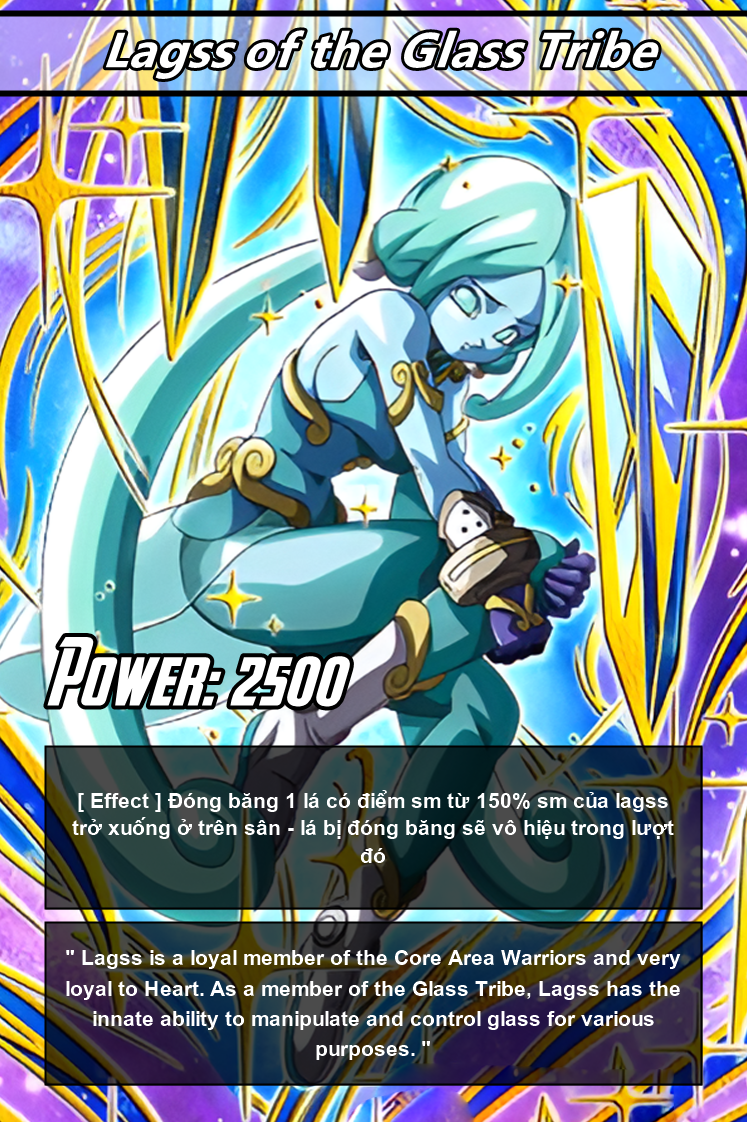 Lagss of the Glass Tribe
Power: 2500
[ Effect ] Đóng băng 1 lá có điểm sm từ 150% sm của lagss
trở xuống ở trên sân - lá bị đóng băng sẽ vô hiệu trong lượt
đó
" Lagss is a loyal member of the Core Area Warriors and very
loyal to Heart. As a member of the Glass Tribe, Lagss has the
innate ability to manipulate and control glass for various
purposes. "